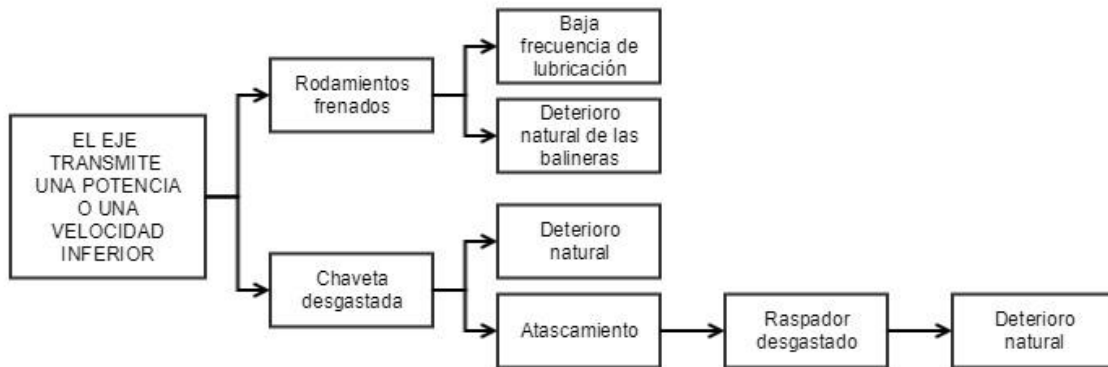 EL EJE
TRANSMITE
UNA POTENCIA
O UNA
VELOCIDAD
INFERIOR
Rodamientos
frenados
Baja
frecuencia de
lubricación
Deterioro
natural de las
balineras
Chaveta
desgastada
Deterioro
natural
Atascamiento
Raspador
desgastado
Deterioro
natural